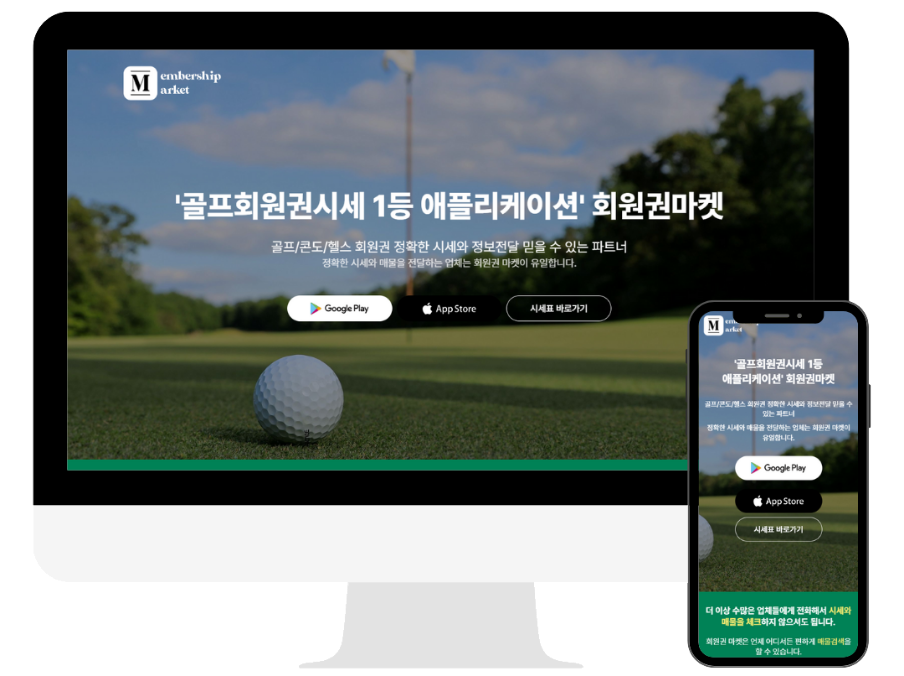 M embership
arket
'골프회원권시세 1등 애플리케이션' 회원권마켓
골프/콘도/헬스 회원권 정확한 시세와 정보전달 믿을 수 있는 파트너
정확한 시세와 매물을 전달하는 업체는 회원권 마켓이 유일합니다.
Google Play
App Store
시세표 바로가기
M
arket
'골프회원권시세 1등
애플리케이션' 회원권마켓
골프/콘도/헬스 회원권 정확한 시세와 정보전달 믿을 수
있는 파트너
정확한 시세와 매물을 전달하는 업체는 회원권 마켓이
유일합니다.
Google Play
App Store
시세표 바로가기
더 이상 수많은 업체들에게 전화해서 시세와
매물을 체크하지 않으셔도 됩니다.
회원권 마켓은 언제 어디서든 편하게 매물검색을
할 수 있습니다.